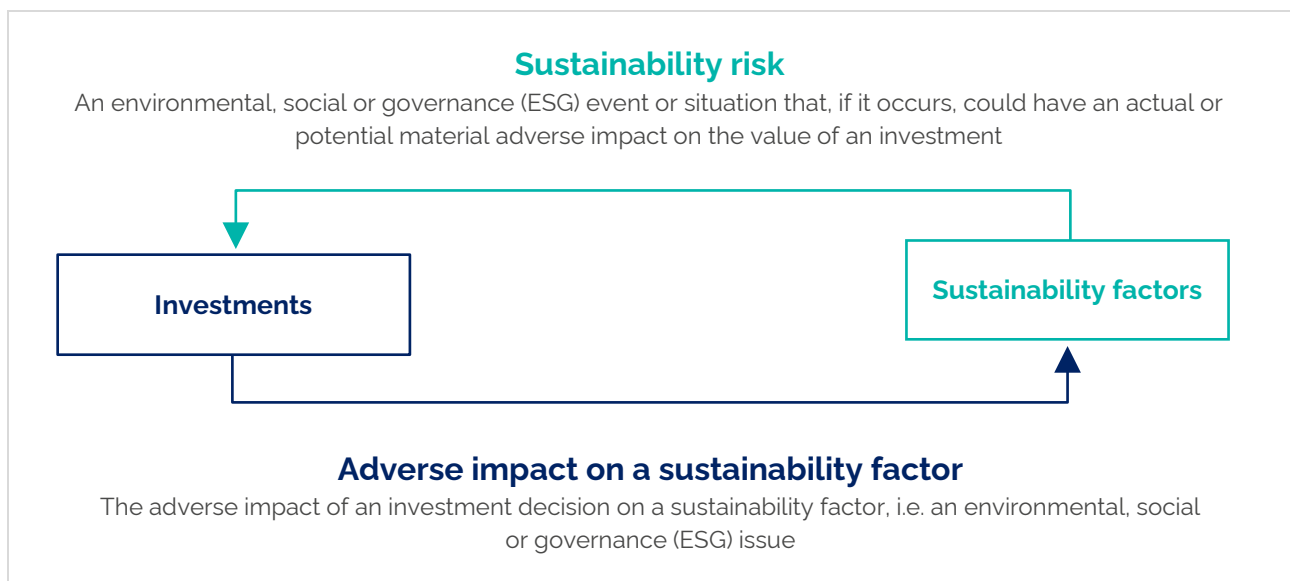 Sustainability risk
An environmental, social or governance (ESG) event or situation that, if it occurs, could have an actual or
potential material adverse impact on the value of an investment
Investments
Sustainability factors
Adverse impact on a sustainability factor
The adverse impact of an investment decision on a sustainability factor, i.e. an environmental, social
or governance (ESG) issue